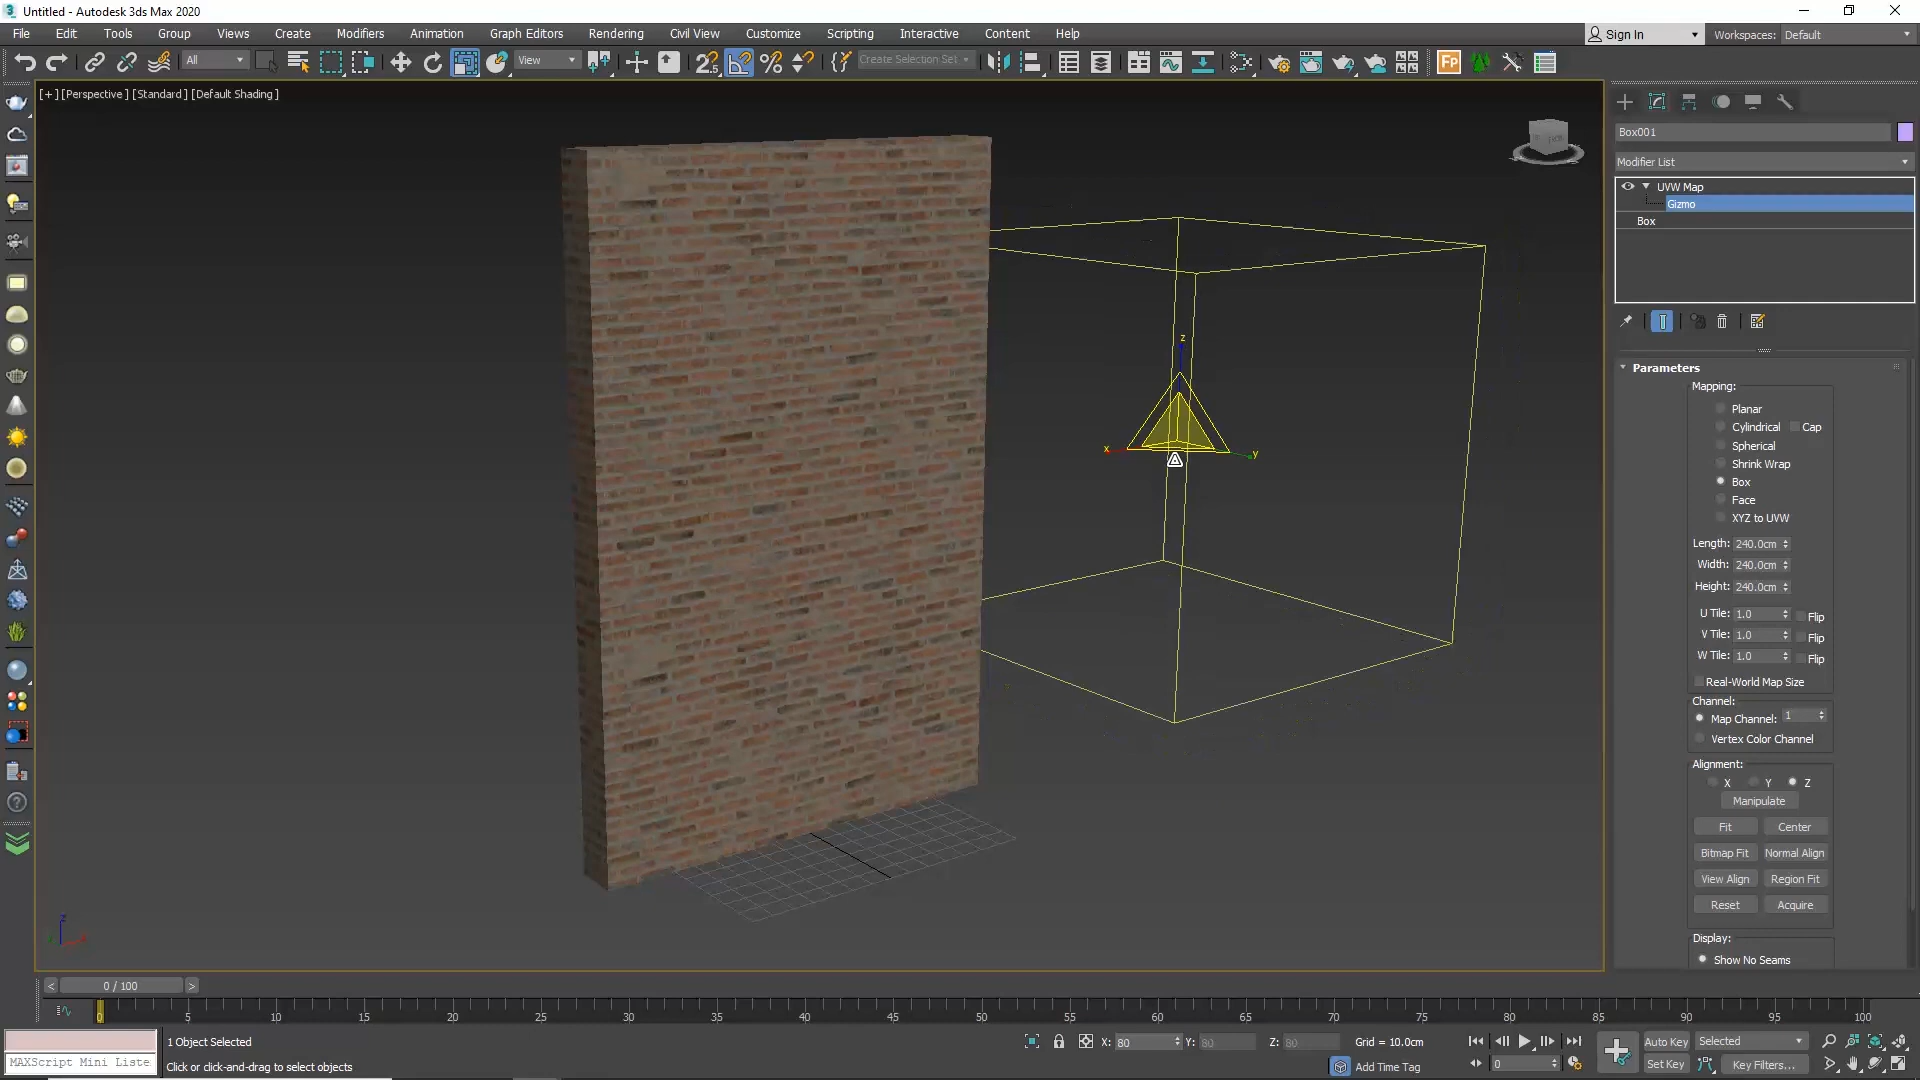 Untitled - Autodesk 3ds Max 2020
File Edit Tools Group Views Create Modifiers Animation Graph Editors Rendering Civil View Customize Scripting Interactive Content Help
Sign In Workspaces: Default
All View Create Selection Set Fp
[+] [Perspective ] [Standard ] [Default Shading ]
Box001
Modifier List
UVW Map
Gizmo
Box
z
x
y
Parameters
Mapping:
Planar
Cylindrical Cap
Spherical
Shrink Wrap
Box
Face
XYZ to UVW
Length: 240.0cm
Width: 240.0cm
Height: 240.0cm
U Tile: 1.0 Flip
V Tile: 1.0 Flip
W Tile: 1.0 Flip
Real-World Map Size
Channel:
Map Channel: 1
Vertex Color Channel
Alignment:
X Y Z
Manipulate
Fit Center
Bitmap Fit Normal Align
View Align Region Fit
Reset Acquire
Display:
Show No Seams
z
< 0 / 100 >
0 5 10 15 20 25 30 35 40 45 50 55 60 65 70 75 80 85 90 95 100
1 Object Selected X: 80 Y: 80 Z: 80 Grid = 10.0cm Auto Key Selected
MAXScript Mini Liste Click or click-and-drag to select objects Add Time Tag 0 Set Key Key Filters...